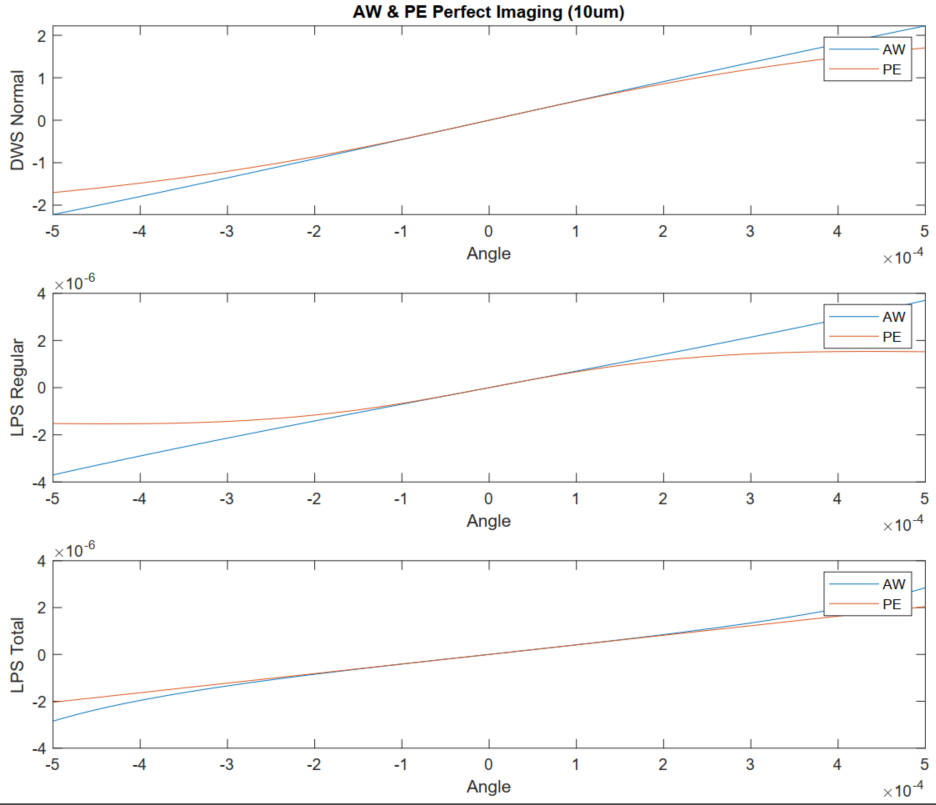 AW & PE Perfect Imaging (10um)
2
1
0
-1
-2
DWS Normal
AW
PE
-5 -4 -3 -2 -1 0 1 2 3 4 5
Angle
×10^-4
×10^-6
4
2
0
-2
-4
LPS Regular
AW
PE
-5 -4 -3 -2 -1 0 1 2 3 4 5
Angle
×10^-4
×10^-6
4
2
0
-2
-4
LPS Total
AW
PE
-5 -4 -3 -2 -1 0 1 2 3 4 5
Angle
×10^-4